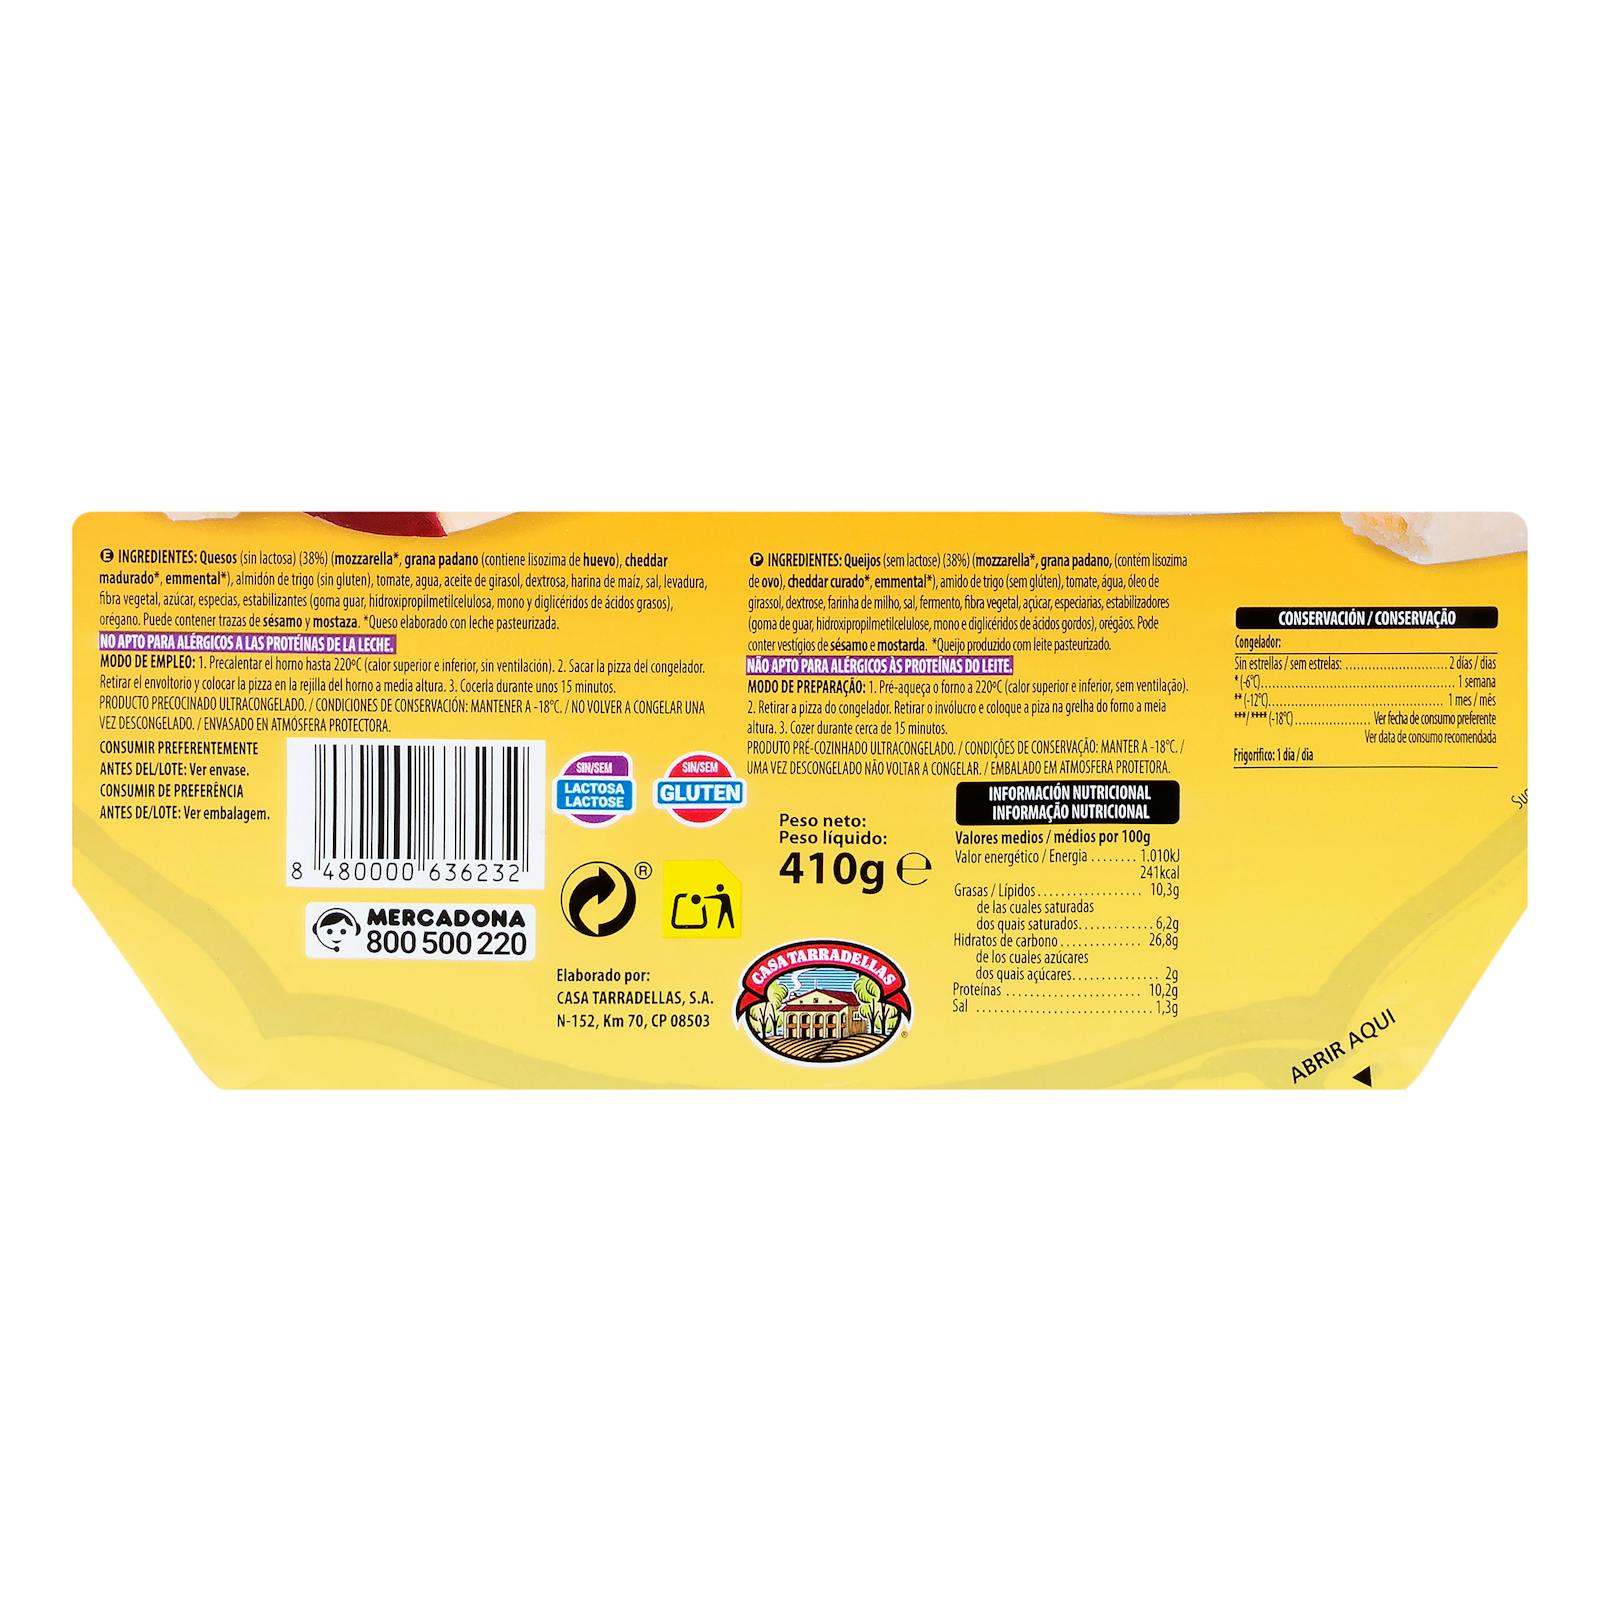 E INGREDIENTES: Quesos (sin lactosa) (38%) (mozzarella*, grana padano (contiene lisozima de huevo), cheddar
madurado*, emmental*), almidón de trigo (sin gluten), tomate, agua, aceite de girasol, dextrosa, harina de maíz, sal, levadura,
fibra vegetal, azúcar, especias, estabilizantes (goma guar, hidroxipropilmetilcelulosa, mono y diglicéridos de ácidos grasos),
orégano. Puede contener trazas de sésamo y mostaza. *Queso elaborado con leche pasteurizada.
NO APTO PARA ALÉRGICOS A LAS PROTEÍNAS DE LA LECHE.
MODO DE EMPLEO: 1. Precalentar el horno hasta 220ºC (calor superior e inferior, sin ventilación). 2. Sacar la pizza del congelador.
Retirar el envoltorio y colocar la pizza en la rejilla del horno a media altura. 3. Cocerla durante unos 15 minutos.
PRODUCTO PRECOCINADO ULTRACONGELADO. / CONDICIONES DE CONSERVACIÓN: MANTENER A -18°C. / NO VOLVER A CONGELAR UNA
VEZ DESCONGELADO. / ENVASADO EN ATMÓSFERA PROTECTORA.
CONSUMIR PREFERENTEMENTE
ANTES DEL/LOTE: Ver envase.
CONSUMIR DE PREFERÊNCIA
ANTES DE/LOTE: Ver embalagem.
8 480000 636232
MERCADONA
800 500 220
SIN/SEM
LACTOSA
LACTOSE
SIN/SEM
GLUTEN
®
Elaborado por:
CASA TARRADELLAS, S.A.
N-152, Km 70, CP 08503
P INGREDIENTES: Queijos (sem lactose) (38%) (mozzarella*, grana padano, (contém lisozima
de ovo), cheddar curado*, emmental*), amido de trigo (sem glúten), tomate, água, óleo de
girassol, dextrose, farinha de milho, sal, fermento, fibra vegetal, açúcar, especiarias, estabilizadores
(goma de guar, hidroxipropilmetilcelulose, mono e diglicéridos de ácidos gordos), orégãos. Pode
conter vestígios de sésamo e mostarda. *Queijo produzido com leite pasteurizado.
NÃO APTO PARA ALÉRGICOS ÀS PROTEÍNAS DO LEITE.
MODO DE PREPARAÇÃO: 1. Pré-aqueça o forno a 220ºC (calor superior e inferior, sem ventilação).
2. Retirar a pizza do congelador. Retirar o invólucro e coloque a piza na grelha do forno a meia
altura. 3. Cozer durante cerca de 15 minutos.
PRODUTO PRÉ-COZINHADO ULTRACONGELADO. / CONDIÇÕES DE CONSERVAÇÃO: MANTER A -18°C. /
UMA VEZ DESCONGELADO NÃO VOLTAR A CONGELAR. / EMBALADO EM ATMOSFERA PROTETORA.
Peso neto:
Peso líquido:
410g ℮
CASA TARRADELLAS
®
INFORMACIÓN NUTRICIONAL
INFORMAÇÃO NUTRICIONAL
Valores medios / médios por 100g
Valor energético / Energia ........ 1.010kJ
241kcal
Grasas / Lípidos ................ 10,3g
de las cuales saturadas
dos quais saturados............ 6,2g
Hidratos de carbono ............ 26,8g
de los cuales azúcares
dos quais açúcares.............. 2g
Proteínas ...................... 10,2g
Sal ............................ 1,3g
CONSERVACIÓN / CONSERVAÇÃO
Congelador:
Sin estrellas / sem estrelas: .................. 2 días / dias
* (-6°C)........................................ 1 semana
** (-12°C)...................................... 1 mes / mês
***/ **** (-18°C) ............... Ver fecha de consumo preferente
Ver data de consumo recomendada
Frigorífico: 1 día / dia
ABRIR AQUI